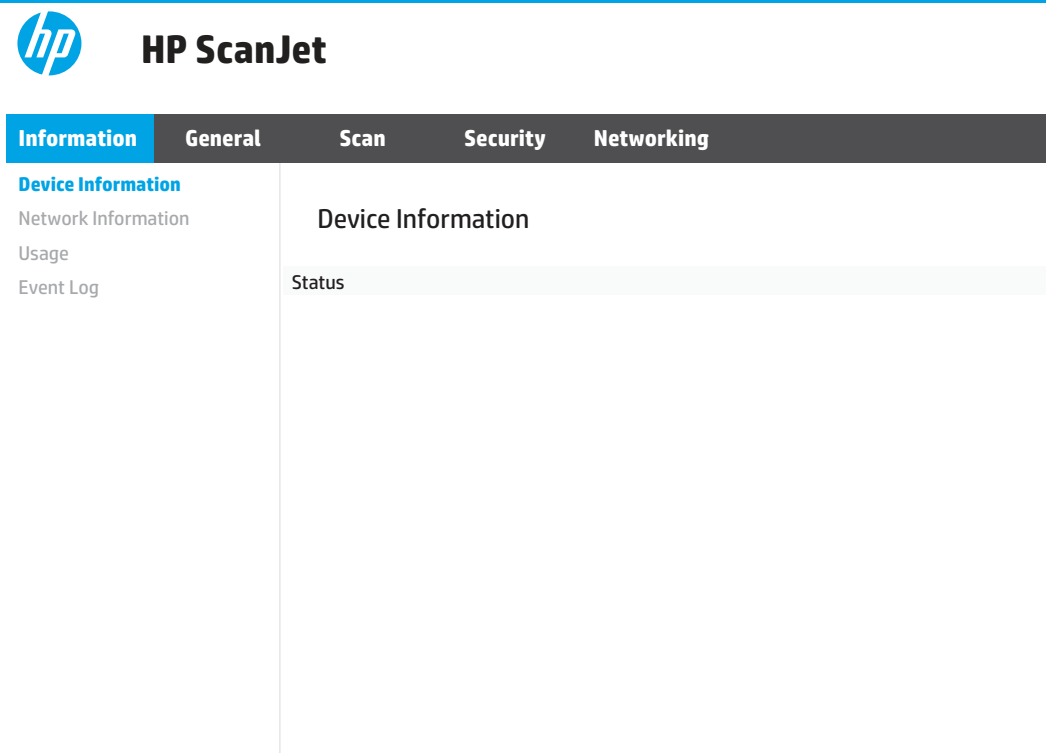 hp
HP ScanJet
Information General Scan Security Networking
Device Information
Network Information
Usage
Event Log
Device Information
Status